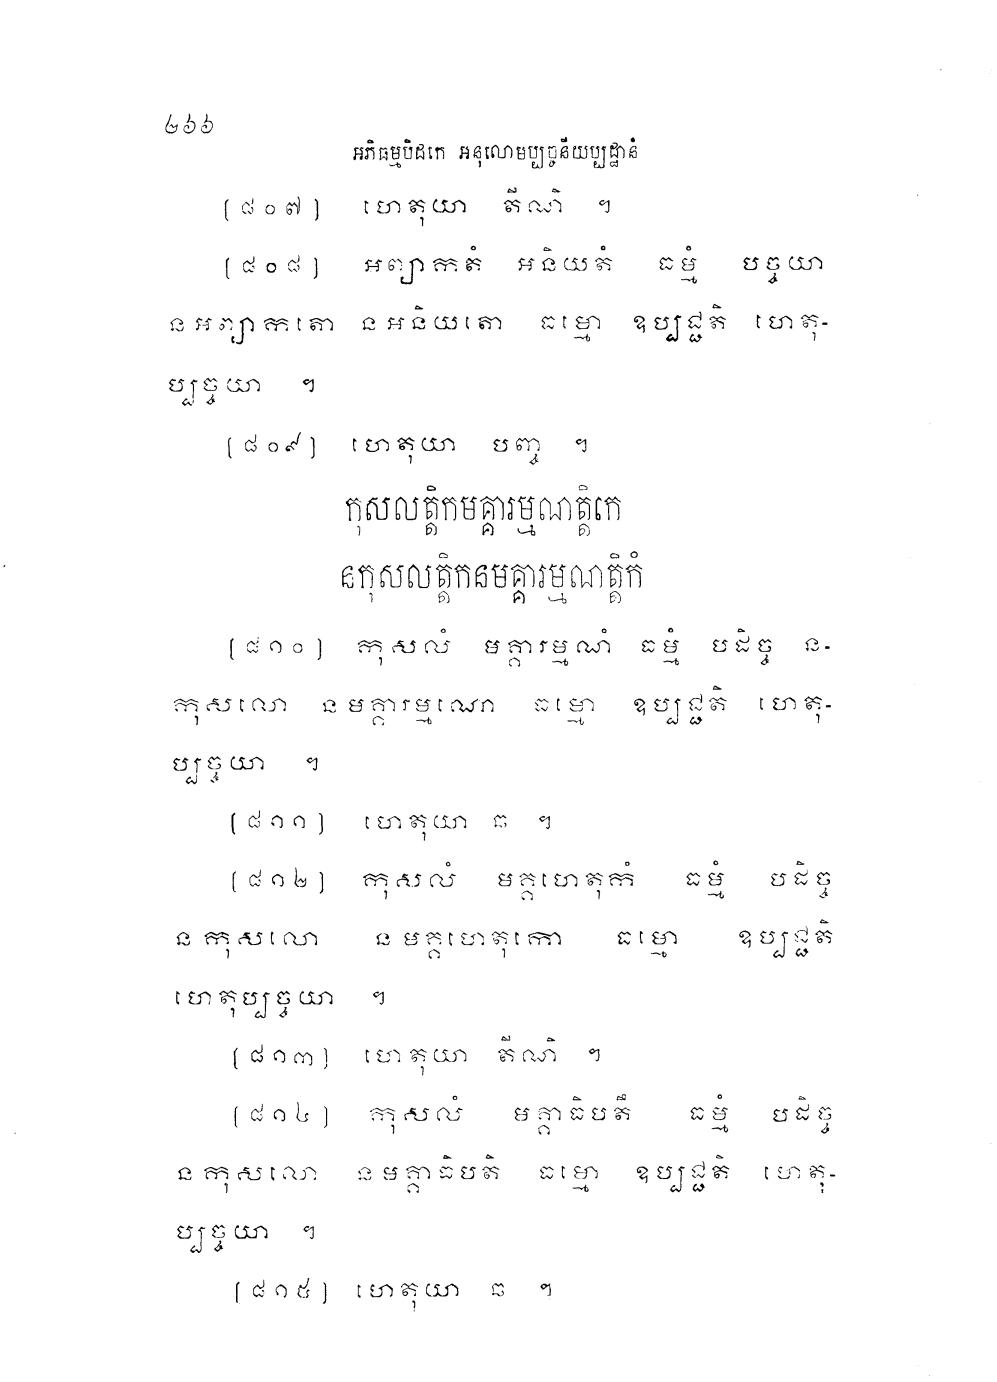 ២៦៦
អភិធម្មបិដកេ អនុលោមប្បច្ចនីយប្បដ្ឋានំ
[៨០៧] ហេតុយា តីណិ ។
[៨០៨] អព្យាកតំ អនិយតំ ធម្មំ បច្ចយា
នអព្យាកតោ នអនិយតោ ធម្មោ ឧប្បជ្ជតិ ហេតុ-
ប្បច្ចយា ។
[៨០៩] ហេតុយា បញ្ច ។
កុសលត្តិកមគ្គារម្មណត្តិកេ
នកុសលត្តិកនមគ្គារម្មណត្តិកំ
[៨១០] កុសលំ មគ្គារម្មណំ ធម្មំ បដិច្ច ន-
កុសលោ នមគ្គារម្មណោ ធម្មោ ឧប្បជ្ជតិ ហេតុ-
ប្បច្ចយា ។
[៨១១] ហេតុយា ឆ ។
[៨១២] កុសលំ មគ្គហេតុកំ ធម្មំ បដិច្ច
នកុសលោ នមគ្គហេតុកោ ធម្មោ ឧប្បជ្ជតិ
ហេតុប្បច្ចយា ។
[៨១៣] ហេតុយា តីណិ ។
[៨១៤] កុសលំ មគ្គាធិបតឹ ធម្មំ បដិច្ច
នកុសលោ នមគ្គាធិបតិ ធម្មោ ឧប្បជ្ជតិ ហេតុ-
ប្បច្ចយា ។
[៨១៥] ហេតុយា ឆ ។